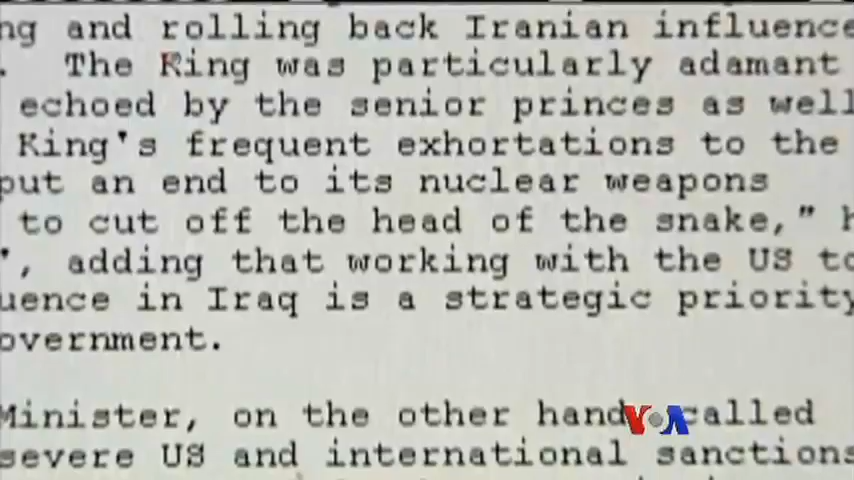 ng and rolling back Iranian influence
. The King was particularly adamant
echoed by the senior princes as well
King's frequent exhortations to the
put an end to its nuclear weapons
to cut off the head of the snake," h
", adding that working with the US to
uence in Iraq is a strategic priority
overnment.
Minister, on the other hand called
severe US and international sanctions
VOA